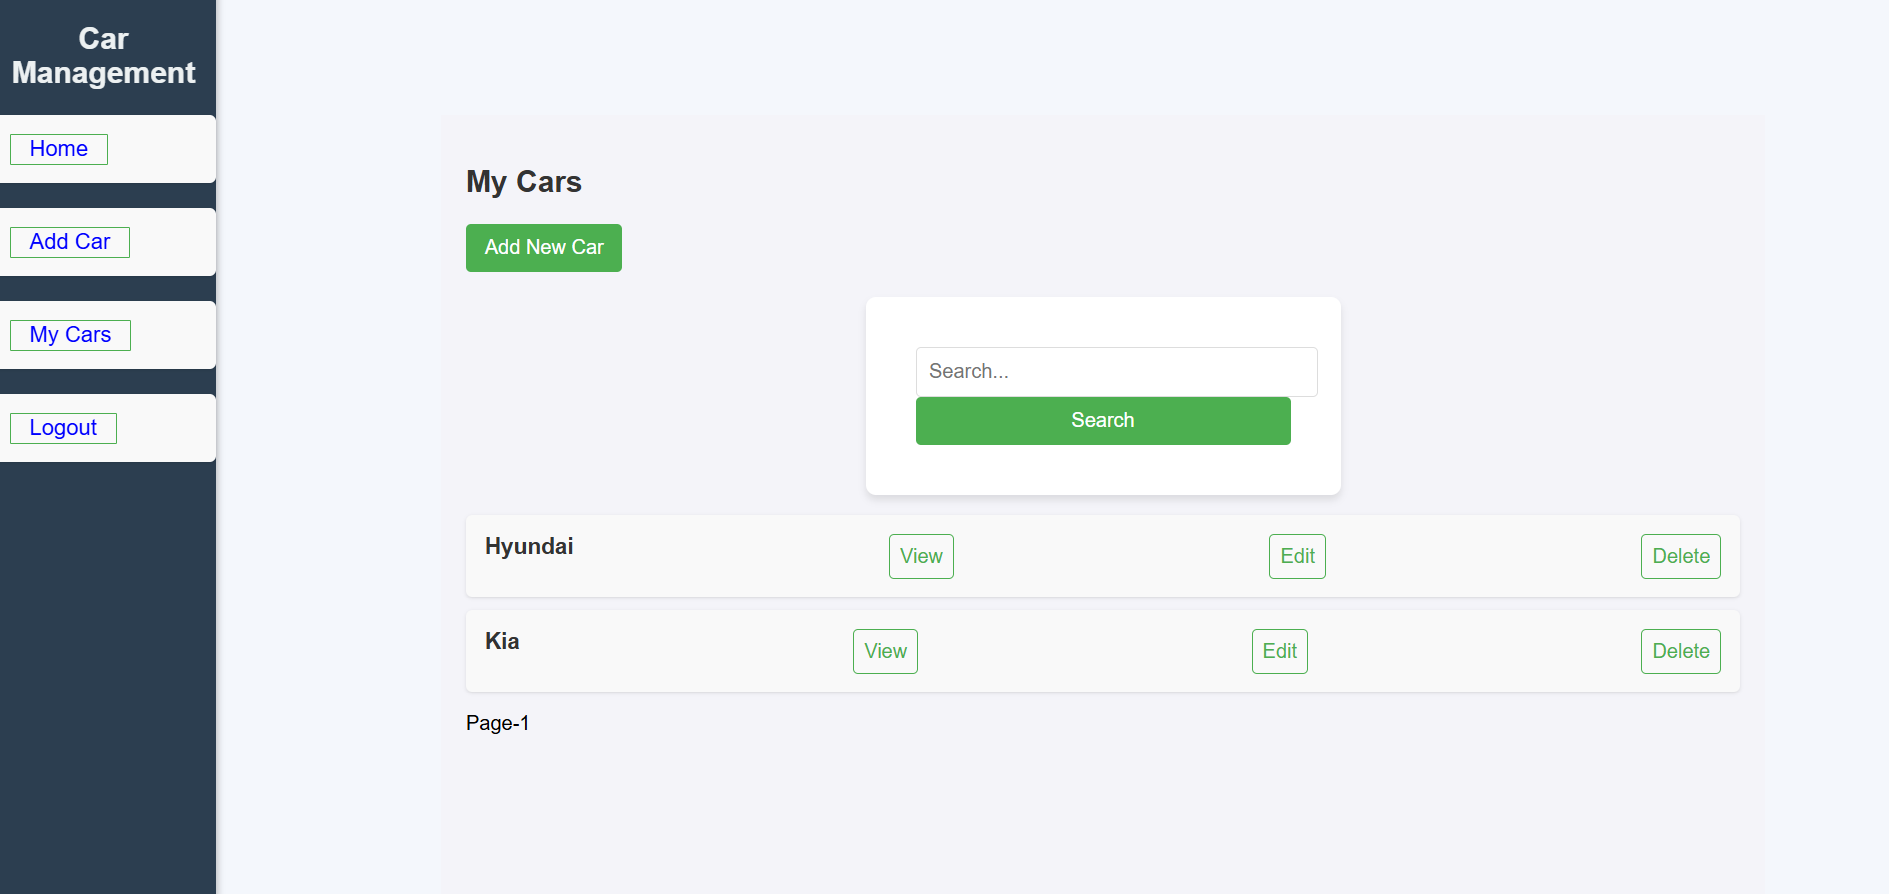 Car
Management
Home
Add Car
My Cars
Logout
My Cars
Add New Car
Search...
Search
Hyundai View Edit Delete
Kia View Edit Delete
Page-1